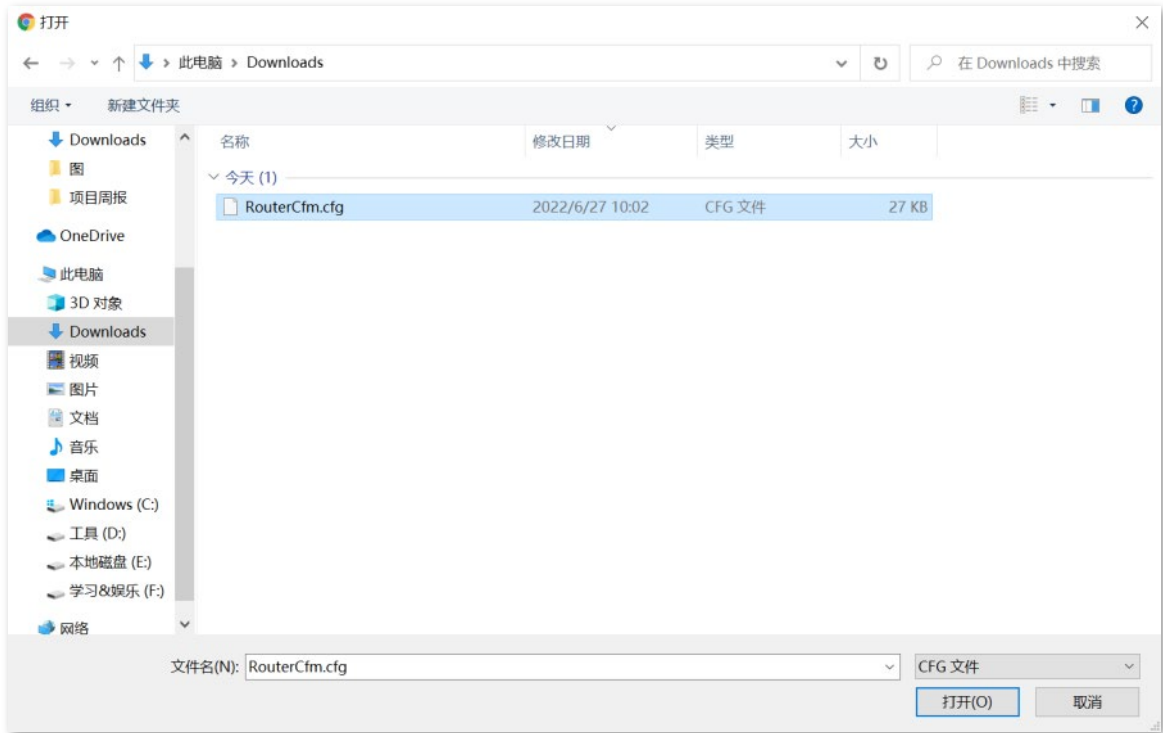 打开
此电脑 > Downloads
在 Downloads 中搜索
组织 新建文件夹
Downloads
图
项目周报
OneDrive
此电脑
3D 对象
Downloads
视频
图片
文档
音乐
桌面
Windows (C:)
工具 (D:)
本地磁盘 (E:)
学习&娱乐 (F:)
网络
名称 修改日期 类型 大小
今天 (1)
RouterCfm.cfg 2022/6/27 10:02 CFG 文件 27 KB
文件名(N): RouterCfm.cfg CFG 文件
打开(O) 取消